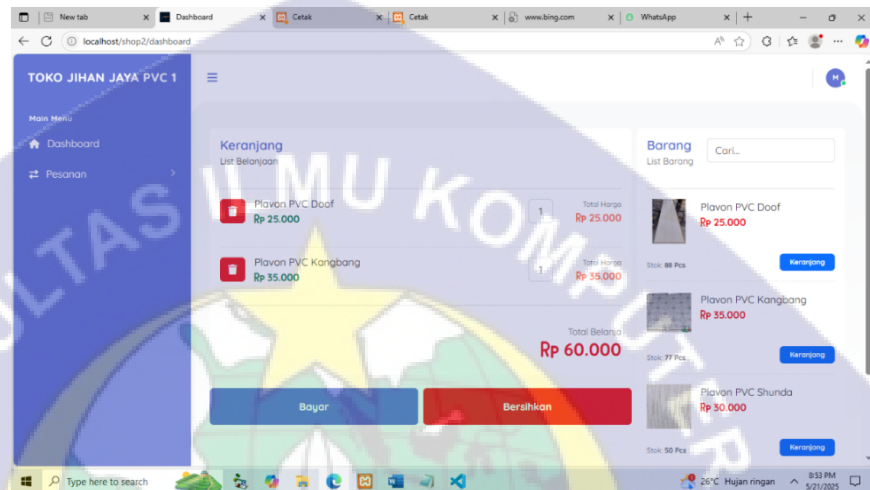 New tab
Dashboard
Cetak
Cetak
www.bing.com
WhatsApp
localhost/shop2/dashboard
TOKO JIHAN JAYA PVC 1
M
Main Menu
Dashboard
Pesanan
Keranjang
List Belanjaan
Plavon PVC Doof
Rp 25.000
1
Total Harga
Rp 25.000
Plavon PVC Kangbang
Rp 35.000
1
Total Harga
Rp 35.000
Total Belanja
Rp 60.000
Bayar
Bersihkan
Barang
List Barang
Cari...
Plavon PVC Doof
Rp 25.000
Stok: 88 Pcs
Keranjang
Plavon PVC Kangbang
Rp 35.000
Stok: 77 Pcs
Keranjang
Plavon PVC Shunda
Rp 30.000
Stok: 50 Pcs
Keranjang
ULTAS ILMU KOMPUTER
Type here to search
26°C Hujan ringan
8:53 PM
5/21/2025